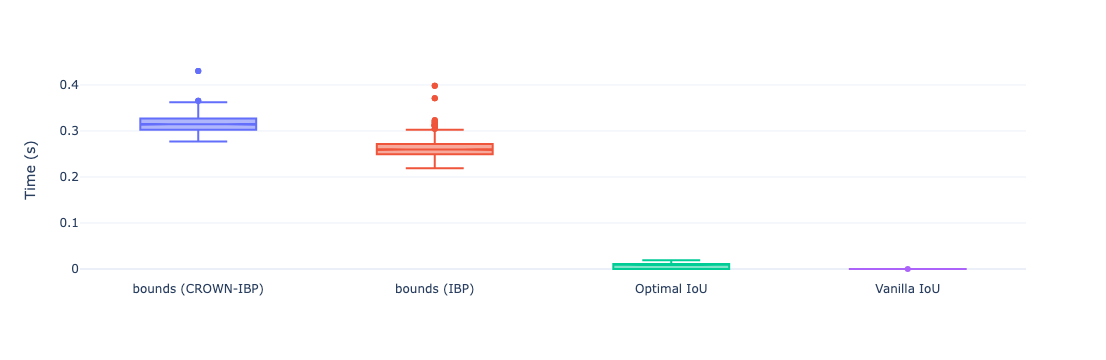 Time (s)
0.4
0.3
0.2
0.1
0
bounds (CROWN-IBP)
bounds (IBP)
Optimal IoU
Vanilla IoU